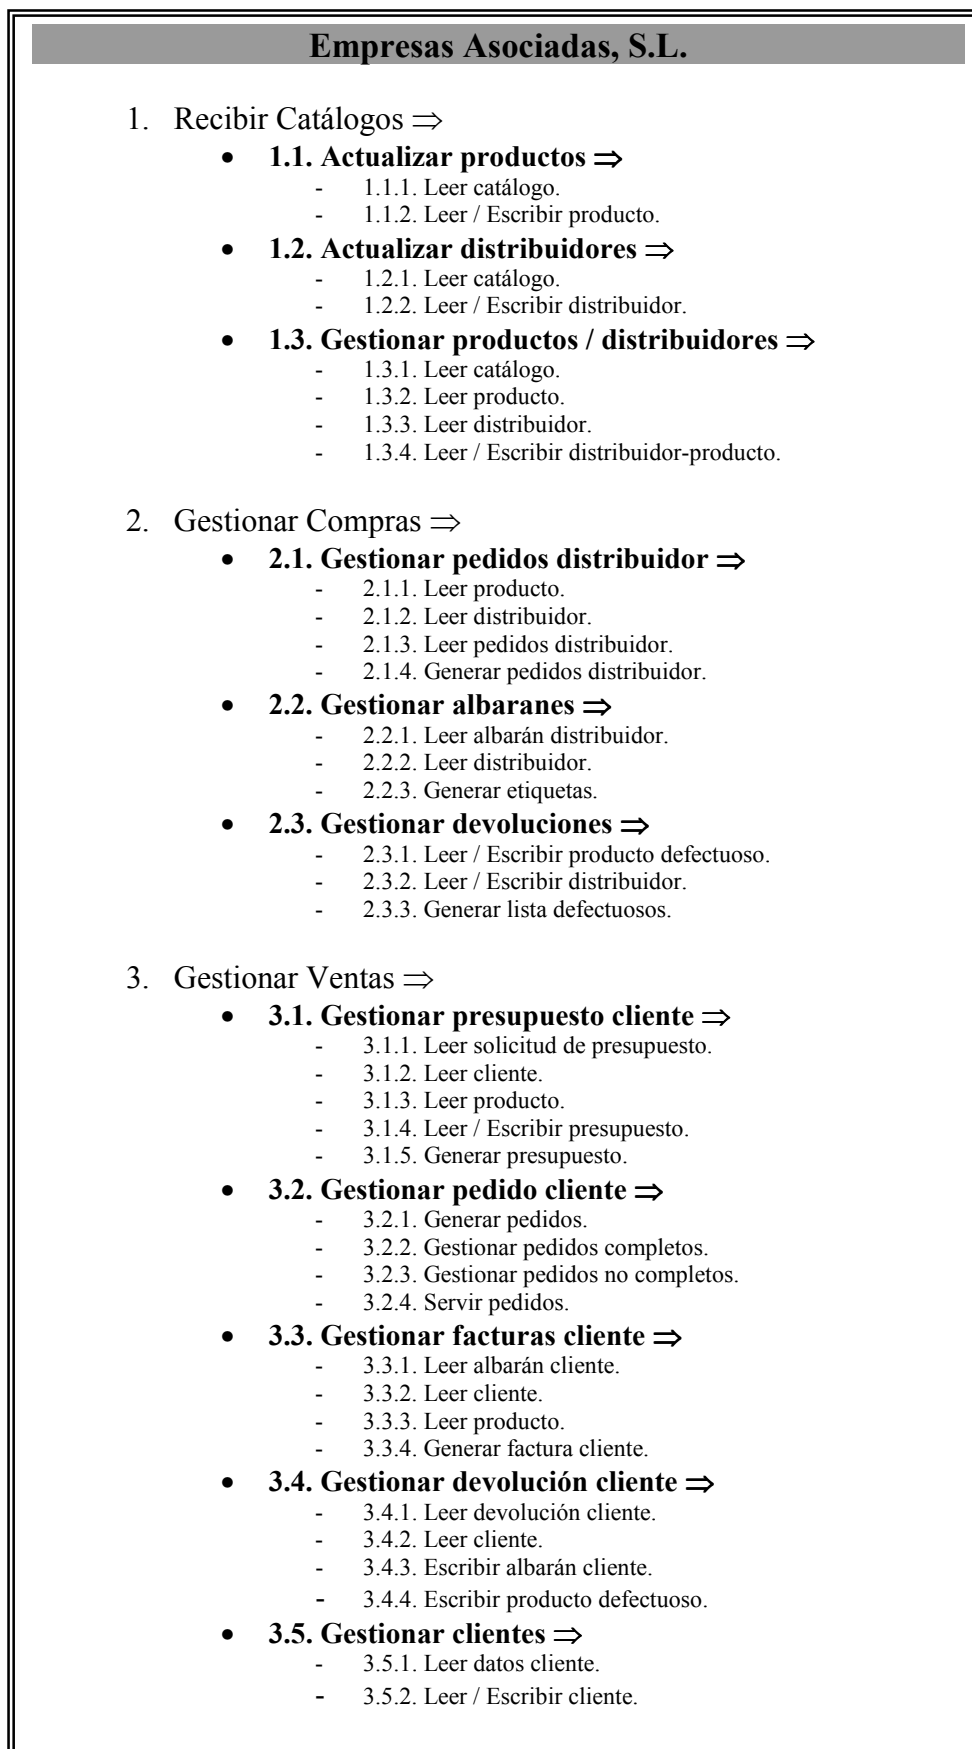 Empresas Asociadas, S.L.
1. Recibir Catálogos ⇒
• 1.1. Actualizar productos ⇒
- 1.1.1. Leer catálogo.
- 1.1.2. Leer / Escribir producto.
• 1.2. Actualizar distribuidores ⇒
- 1.2.1. Leer catálogo.
- 1.2.2. Leer / Escribir distribuidor.
• 1.3. Gestionar productos / distribuidores ⇒
- 1.3.1. Leer catálogo.
- 1.3.2. Leer producto.
- 1.3.3. Leer distribuidor.
- 1.3.4. Leer / Escribir distribuidor-producto.
2. Gestionar Compras ⇒
• 2.1. Gestionar pedidos distribuidor ⇒
- 2.1.1. Leer producto.
- 2.1.2. Leer distribuidor.
- 2.1.3. Leer pedidos distribuidor.
- 2.1.4. Generar pedidos distribuidor.
• 2.2. Gestionar albaranes ⇒
- 2.2.1. Leer albarán distribuidor.
- 2.2.2. Leer distribuidor.
- 2.2.3. Generar etiquetas.
• 2.3. Gestionar devoluciones ⇒
- 2.3.1. Leer / Escribir producto defectuoso.
- 2.3.2. Leer / Escribir distribuidor.
- 2.3.3. Generar lista defectuosos.
3. Gestionar Ventas ⇒
• 3.1. Gestionar presupuesto cliente ⇒
- 3.1.1. Leer solicitud de presupuesto.
- 3.1.2. Leer cliente.
- 3.1.3. Leer producto.
- 3.1.4. Leer / Escribir presupuesto.
- 3.1.5. Generar presupuesto.
• 3.2. Gestionar pedido cliente ⇒
- 3.2.1. Generar pedidos.
- 3.2.2. Gestionar pedidos completos.
- 3.2.3. Gestionar pedidos no completos.
- 3.2.4. Servir pedidos.
• 3.3. Gestionar facturas cliente ⇒
- 3.3.1. Leer albarán cliente.
- 3.3.2. Leer cliente.
- 3.3.3. Leer producto.
- 3.3.4. Generar factura cliente.
• 3.4. Gestionar devolución cliente ⇒
- 3.4.1. Leer devolución cliente.
- 3.4.2. Leer cliente.
- 3.4.3. Escribir albarán cliente.
- 3.4.4. Escribir producto defectuoso.
• 3.5. Gestionar clientes ⇒
- 3.5.1. Leer datos cliente.
- 3.5.2. Leer / Escribir cliente.